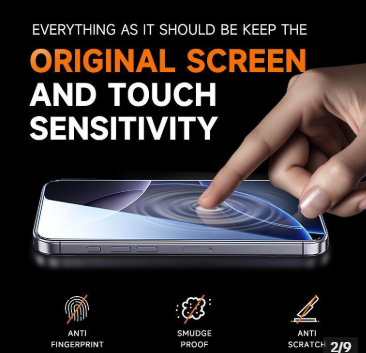 EVERYTHING AS IT SHOULD BE KEEP THE
ORIGINAL SCREEN
AND TOUCH
SENSITIVITY
ANTI
FINGERPRINT
SMUDGE
PROOF
ANTI
SCRATCH
2/9